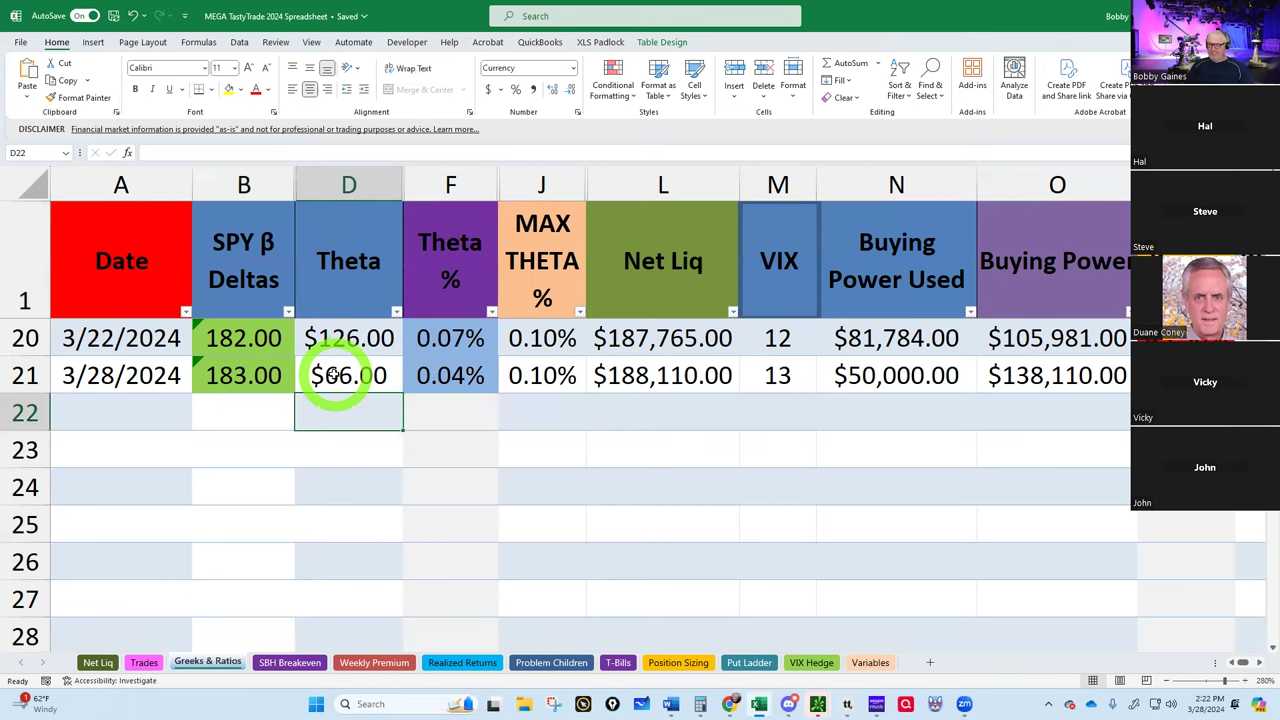 AutoSave On MEGA TastyTrade 2024 Spreadsheet • Saved Search Bobby
File Home Insert Page Layout Formulas Data Review View Automate Developer Help Acrobat QuickBooks XLS Padlock Table Design
Paste Cut Copy Format Painter Clipboard
Calibri 11 B I U A Font
Wrap Text Merge & Center Alignment
Currency $ % Number
Conditional Formatting Format as Table Cell Styles Styles
Insert Delete Format Cells
AutoSum Fill Clear Sort & Filter Find & Select Editing
Add-ins Add-ins
Analyze Data
Create PDF and Share link Create PDF and Share via Adobe Acrobat
DISCLAIMER Financial market information is provided "as-is" and not for professional or trading purposes or advice. Learn more...
D22 fx
A B D F J L M N O
1 Date SPY β Deltas Theta Theta % MAX THETA % Net Liq VIX Buying Power Used Buying Power
20 3/22/2024 182.00 $126.00 0.07% 0.10% $187,765.00 12 $81,784.00 $105,981.00
21 3/28/2024 183.00 $66.00 0.04% 0.10% $188,110.00 13 $50,000.00 $138,110.00
22
23
24
25
26
27
28
Net Liq Trades Greeks & Ratios SBH Breakeven Weekly Premium Realized Returns Problem Children T-Bills Position Sizing Put Ladder VIX Hedge Variables
Ready Accessibility: Investigate 280%
62°F
Windy
Search
2:22 PM
3/28/2024
Bobby Gaines
Hal
Hal
Steve
Steve
Duane Coney
Vicky
Vicky
John
John